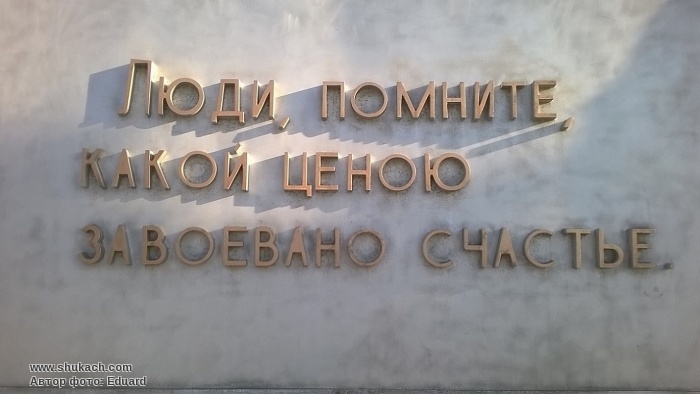 Люди, помните,
какой ценою
завоевано счастье.
www.shukach.com
Автор фото: Eduard